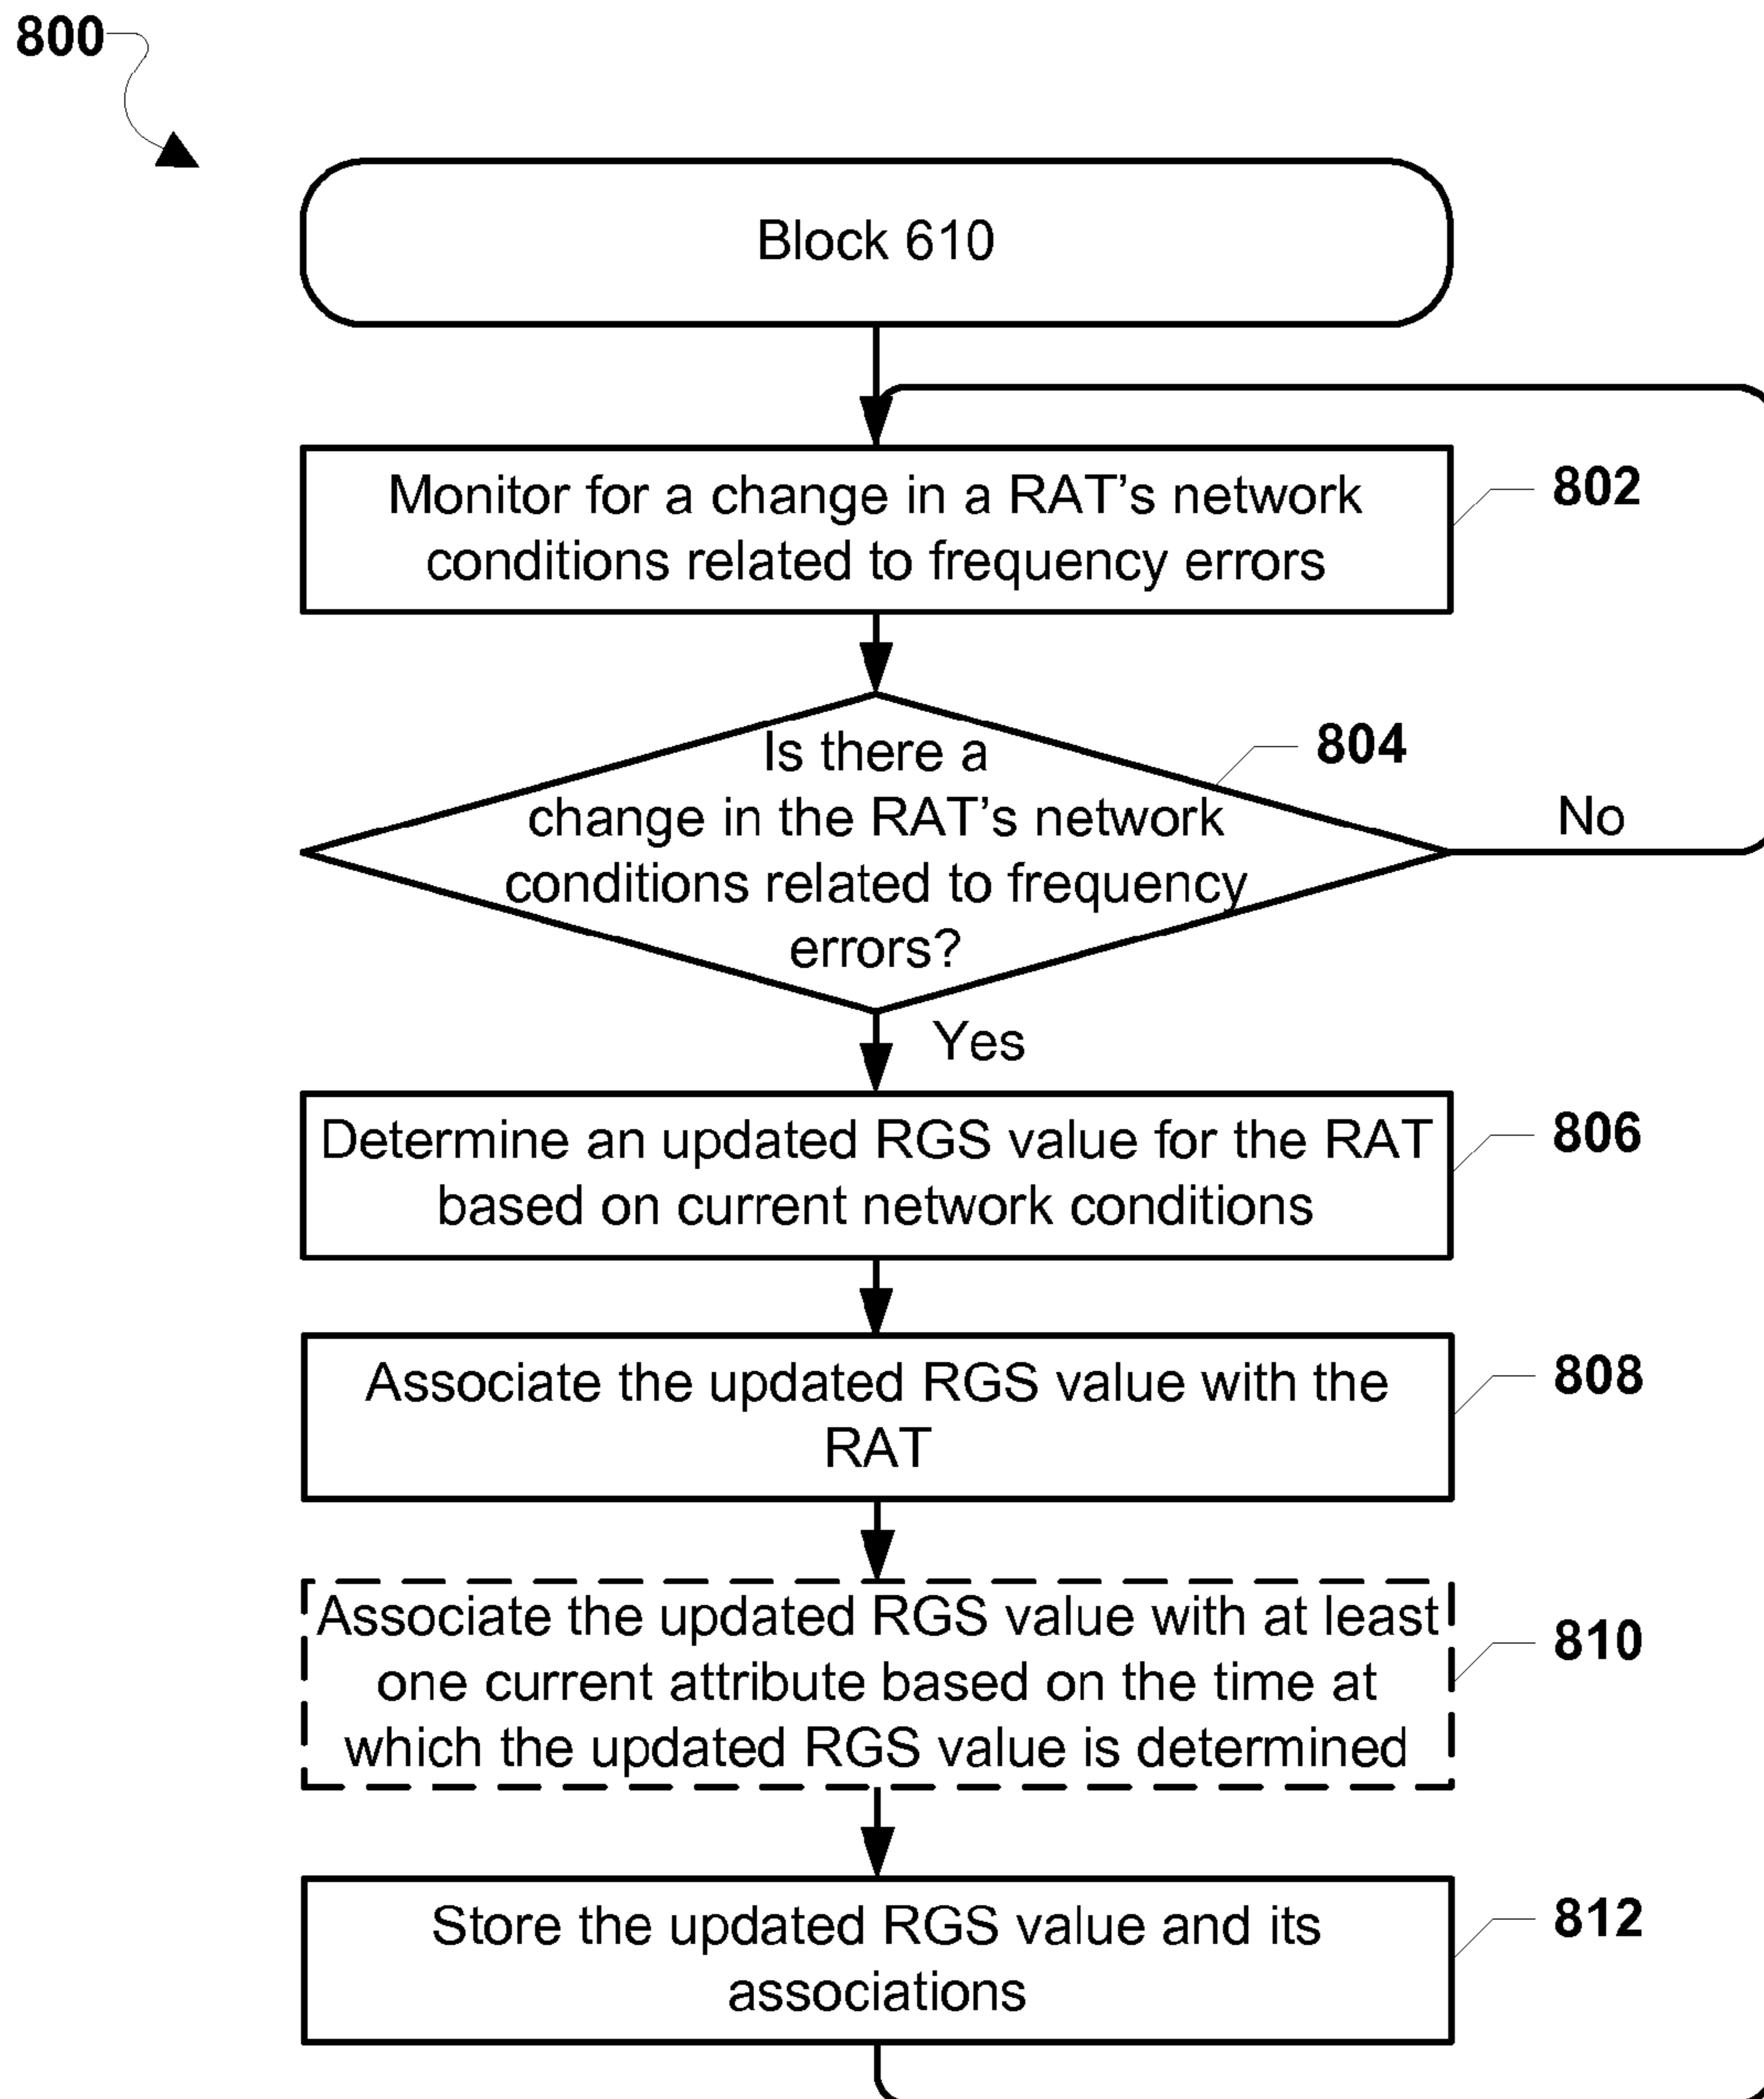 800
Block 610
Monitor for a change in a RAT’s network
conditions related to frequency errors
802
Is there a
change in the RAT’s network
conditions related to frequency
errors?
804
No
Yes
Determine an updated RGS value for the RAT
based on current network conditions
806
Associate the updated RGS value with the
RAT
808
Associate the updated RGS value with at least
one current attribute based on the time at
which the updated RGS value is determined
810
Store the updated RGS value and its
associations
812